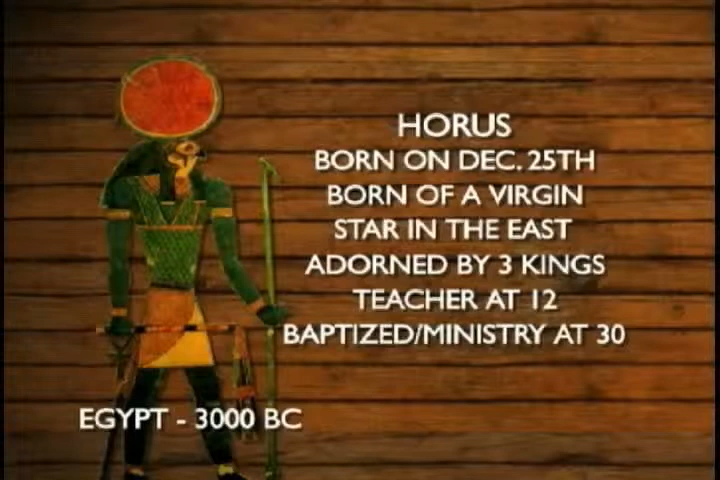 HORUS
BORN ON DEC. 25TH
BORN OF A VIRGIN
STAR IN THE EAST
ADORNED BY 3 KINGS
TEACHER AT 12
BAPTIZED/MINISTRY AT 30
EGYPT - 3000 BC